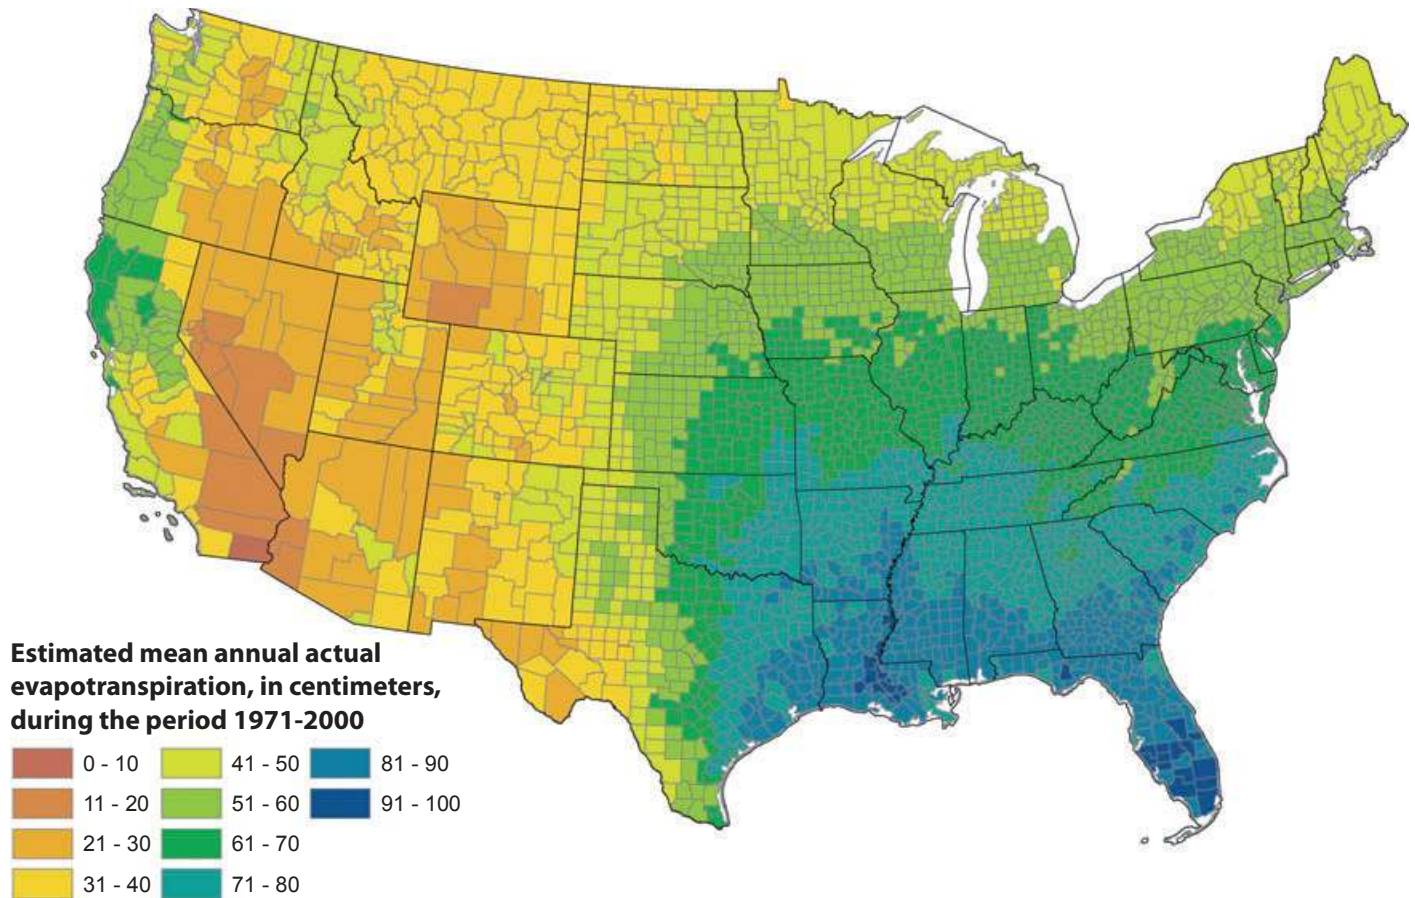 Estimated mean annual actual
evapotranspiration, in centimeters,
during the period 1971-2000
0 - 10
11 - 20
21 - 30
31 - 40
41 - 50
51 - 60
61 - 70
71 - 80
81 - 90
91 - 100